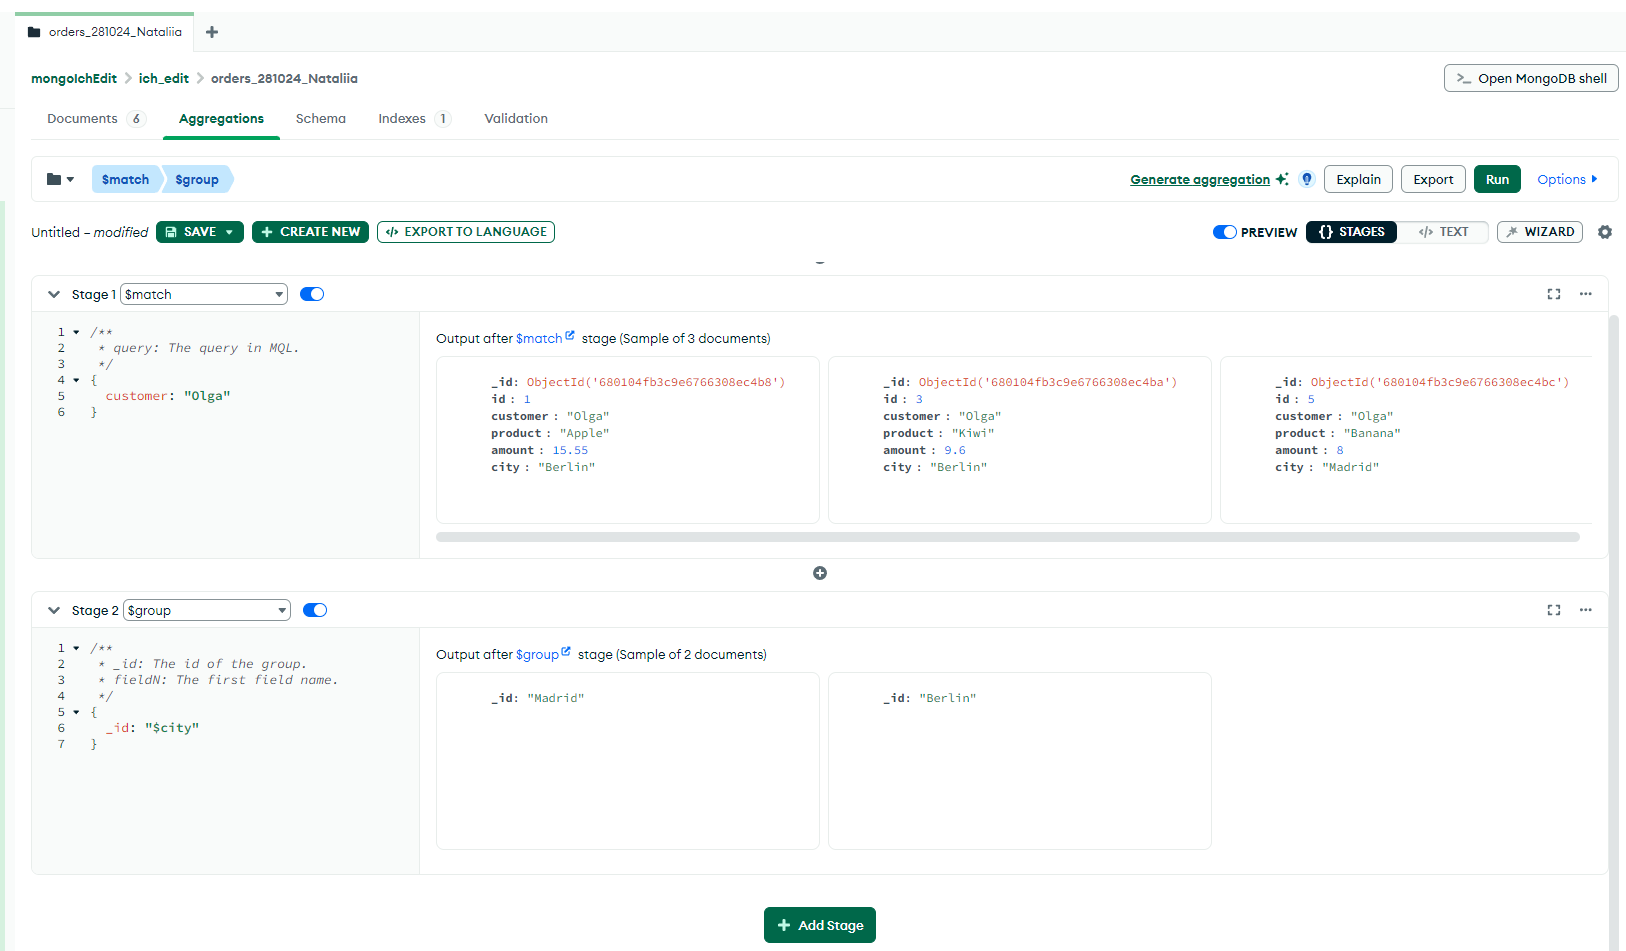 orders_281024_Nataliia
mongoIchEdit > ich_edit > orders_281024_Nataliia
>_ Open MongoDB shell
Documents 6 Aggregations Schema Indexes 1 Validation
$match $group
Generate aggregation Explain Export Run Options
Untitled – modified SAVE + CREATE NEW </> EXPORT TO LANGUAGE
PREVIEW {} STAGES </> TEXT WIZARD
Stage 1 $match
1 /**
2 * query: The query in MQL.
3 */
4 {
5 customer: "Olga"
6 }
Output after $match stage (Sample of 3 documents)
_id: ObjectId('680104fb3c9e6766308ec4b8')
id : 1
customer : "Olga"
product : "Apple"
amount : 15.55
city : "Berlin"
_id: ObjectId('680104fb3c9e6766308ec4ba')
id : 3
customer : "Olga"
product : "Kiwi"
amount : 9.6
city : "Berlin"
_id: ObjectId('680104fb3c9e6766308ec4bc')
id : 5
customer : "Olga"
product : "Banana"
amount : 8
city : "Madrid"
Stage 2 $group
1 /**
2 * _id: The id of the group.
3 * fieldN: The first field name.
4 */
5 {
6 _id: "$city"
7 }
Output after $group stage (Sample of 2 documents)
_id: "Madrid"
_id: "Berlin"
+ Add Stage